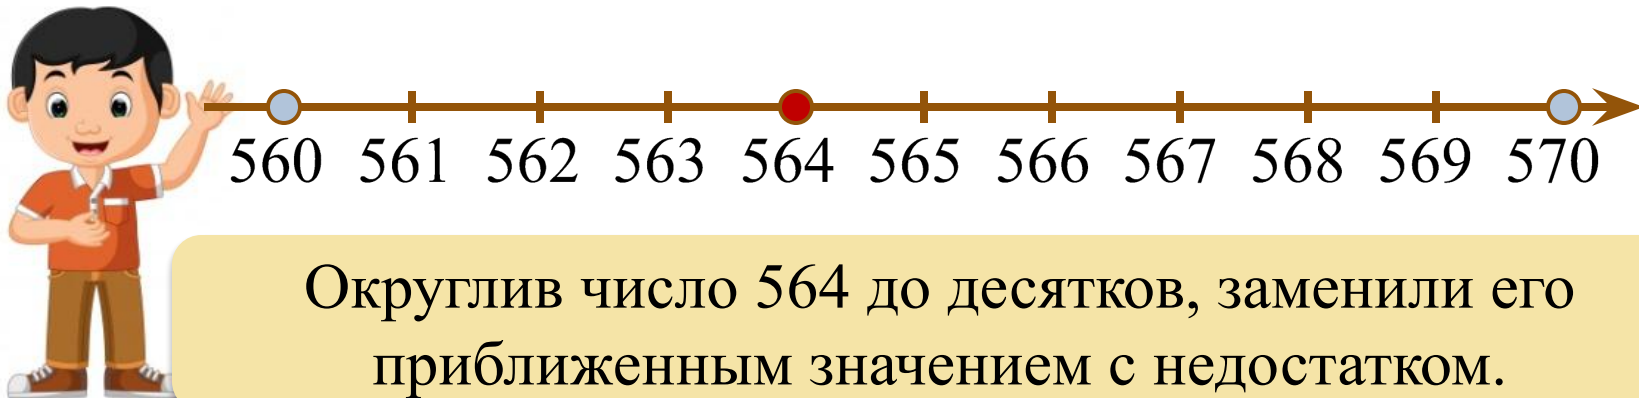 560 561 562 563 564 565 566 567 568 569 570
Округлив число 564 до десятков, заменили его
приближенным значением с недостатком.